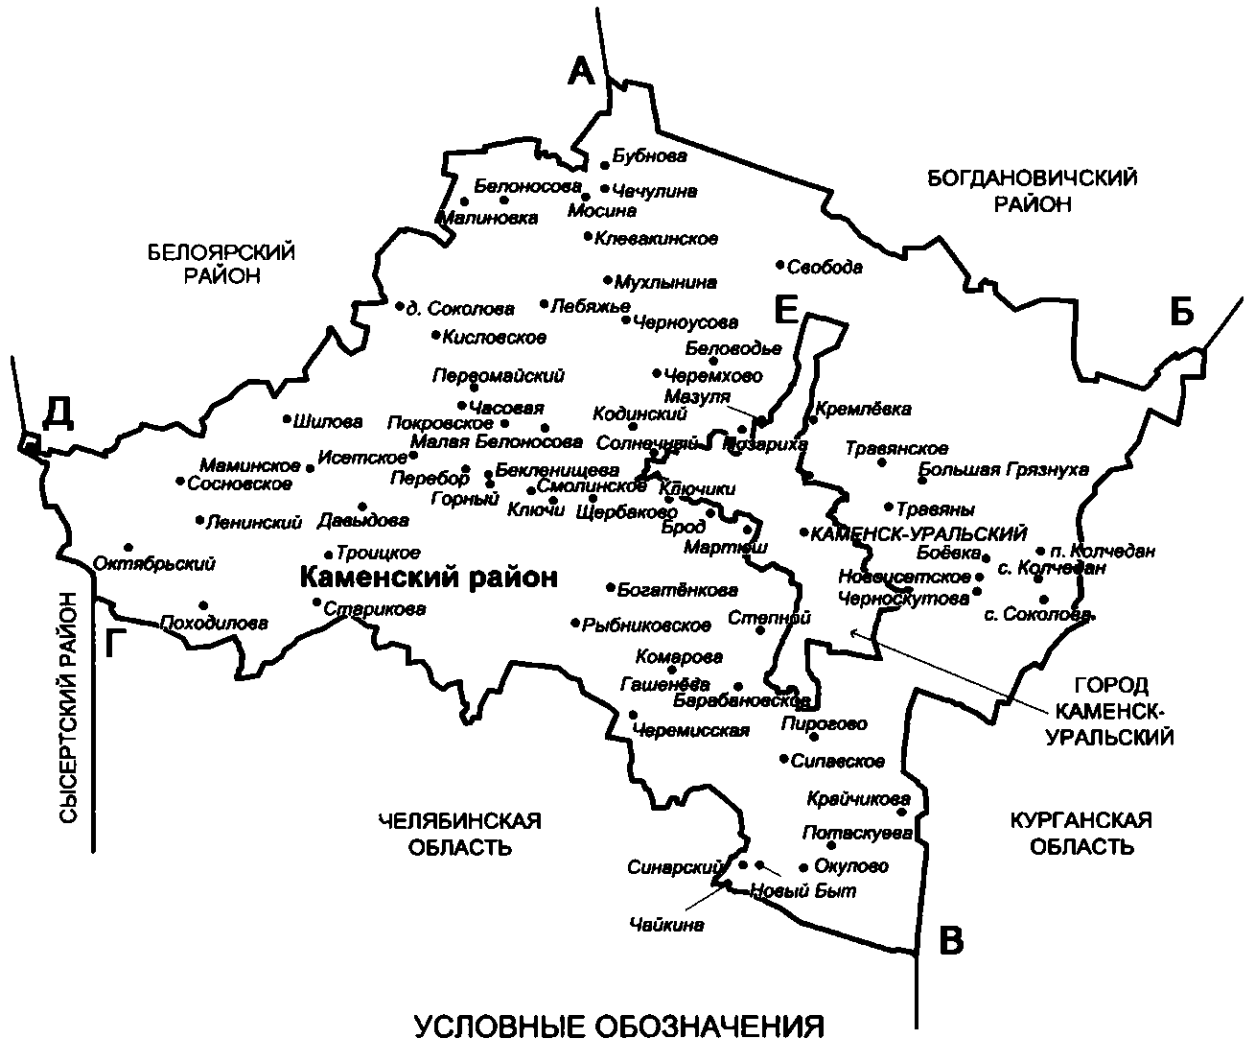 А
Бубнова
Белоносова
Чечулина
БОГДАНОВИЧСКИЙ
РАЙОН
Малиновка
Мосина
Клевакинское
БЕЛОЯРСКИЙ
РАЙОН
Свобода
Мухлынина
д. Соколова
Лебяжье
Е
Б
Черноусова
Кисловское
Беловодье
Первомайский
Черемхово
Мазуля
Д
Часовая
Кодинский
Кремлёвка
Шилова
Покровское
Малая Белоносова
Солнечный
Позариха
Травянское
Исетское
Маминское
Бекленищева
Большая Грязнуха
Сосновское
Перебор
Смолинское
Ключики
Горный
Ключи
Щербаково
Травяны
Ленинский
Давыдова
Брод
Мартюш
КАМЕНСК-УРАЛЬСКИЙ
Октябрьский
Троицкое
Боёвка
п. Колчедан
с. Колчедан
Каменский район
Новоисетское
Богатёнкова
Черноскутова
Старикова
Степной
с. Соколова
Походилова
Рыбниковское
Г
СЫСЕРТСКИЙ РАЙОН
Комарова
Гашенёва
ГОРОД
КАМЕНСК-
УРАЛЬСКИЙ
Барабановское
Черемисская
Пирогово
Сипавское
Крайчикова
ЧЕЛЯБИНСКАЯ
ОБЛАСТЬ
КУРГАНСКАЯ
ОБЛАСТЬ
Потаскуева
Синарский
Окулово
Новый Быт
Чайкина
В
УСЛОВНЫЕ ОБОЗНАЧЕНИЯ